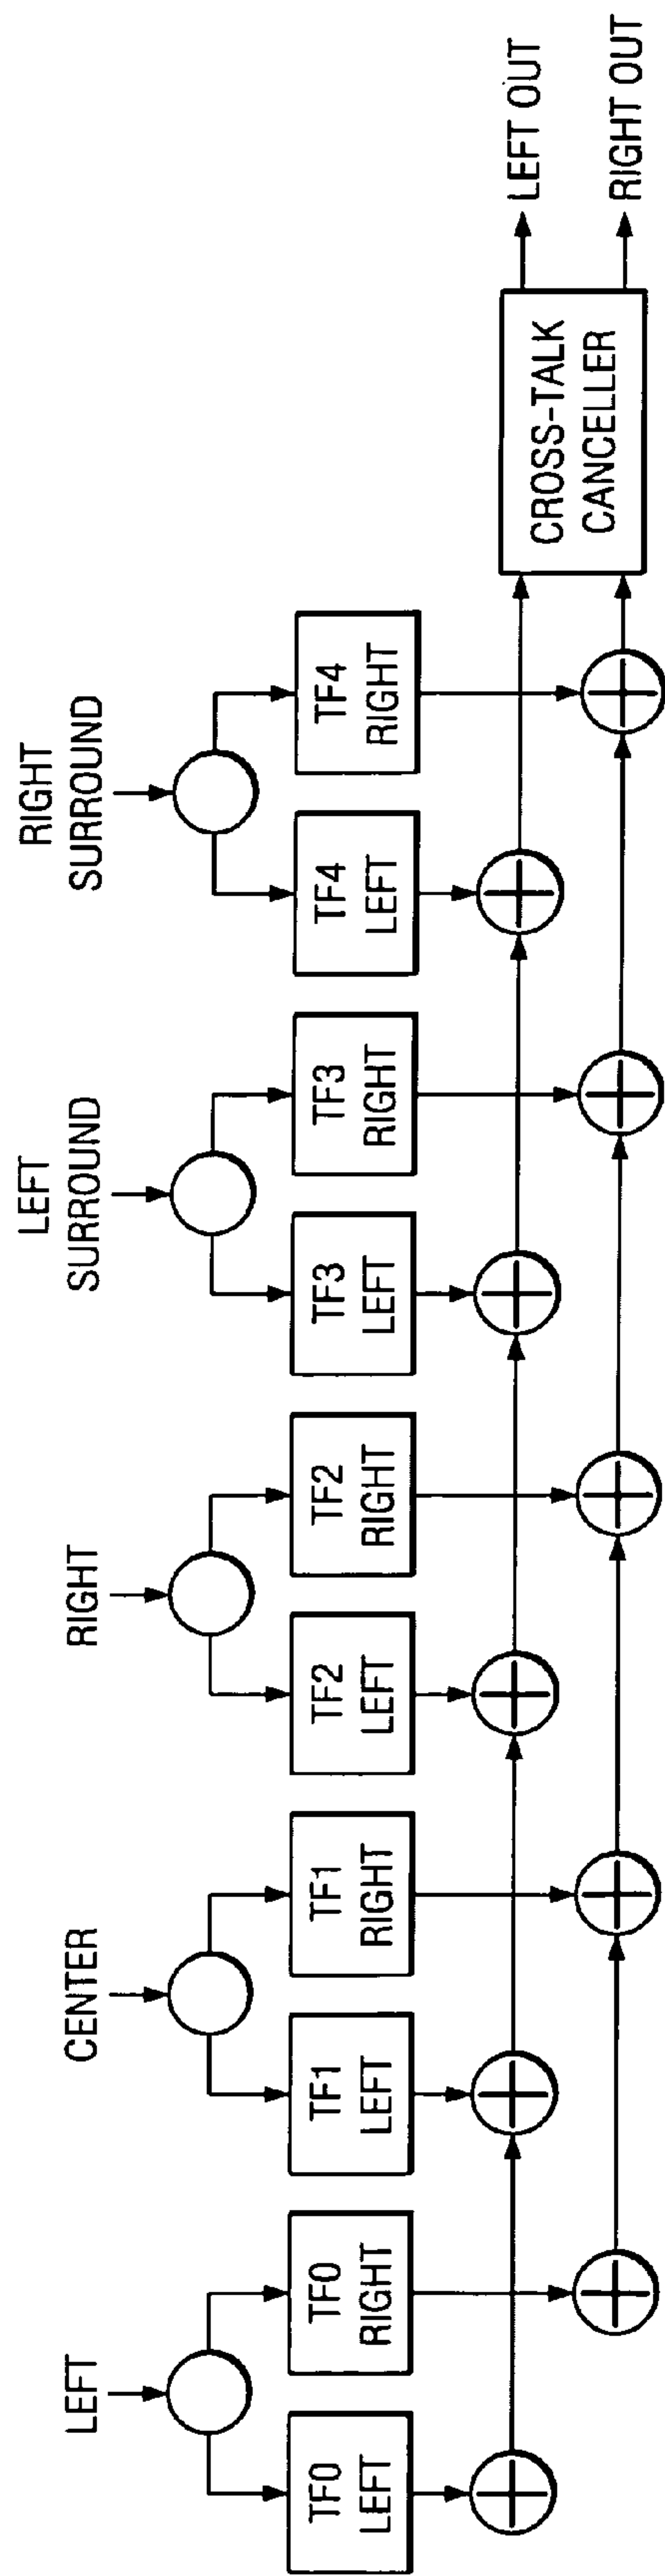 LEFT
CENTER
RIGHT
LEFT
SURROUND
RIGHT
SURROUND
TF0
LEFT
TF0
RIGHT
TF1
LEFT
TF1
RIGHT
TF2
LEFT
TF2
RIGHT
TF3
LEFT
TF3
RIGHT
TF4
LEFT
TF4
RIGHT
CROSS-TALK
CANCELLER
LEFT OUT
RIGHT OUT